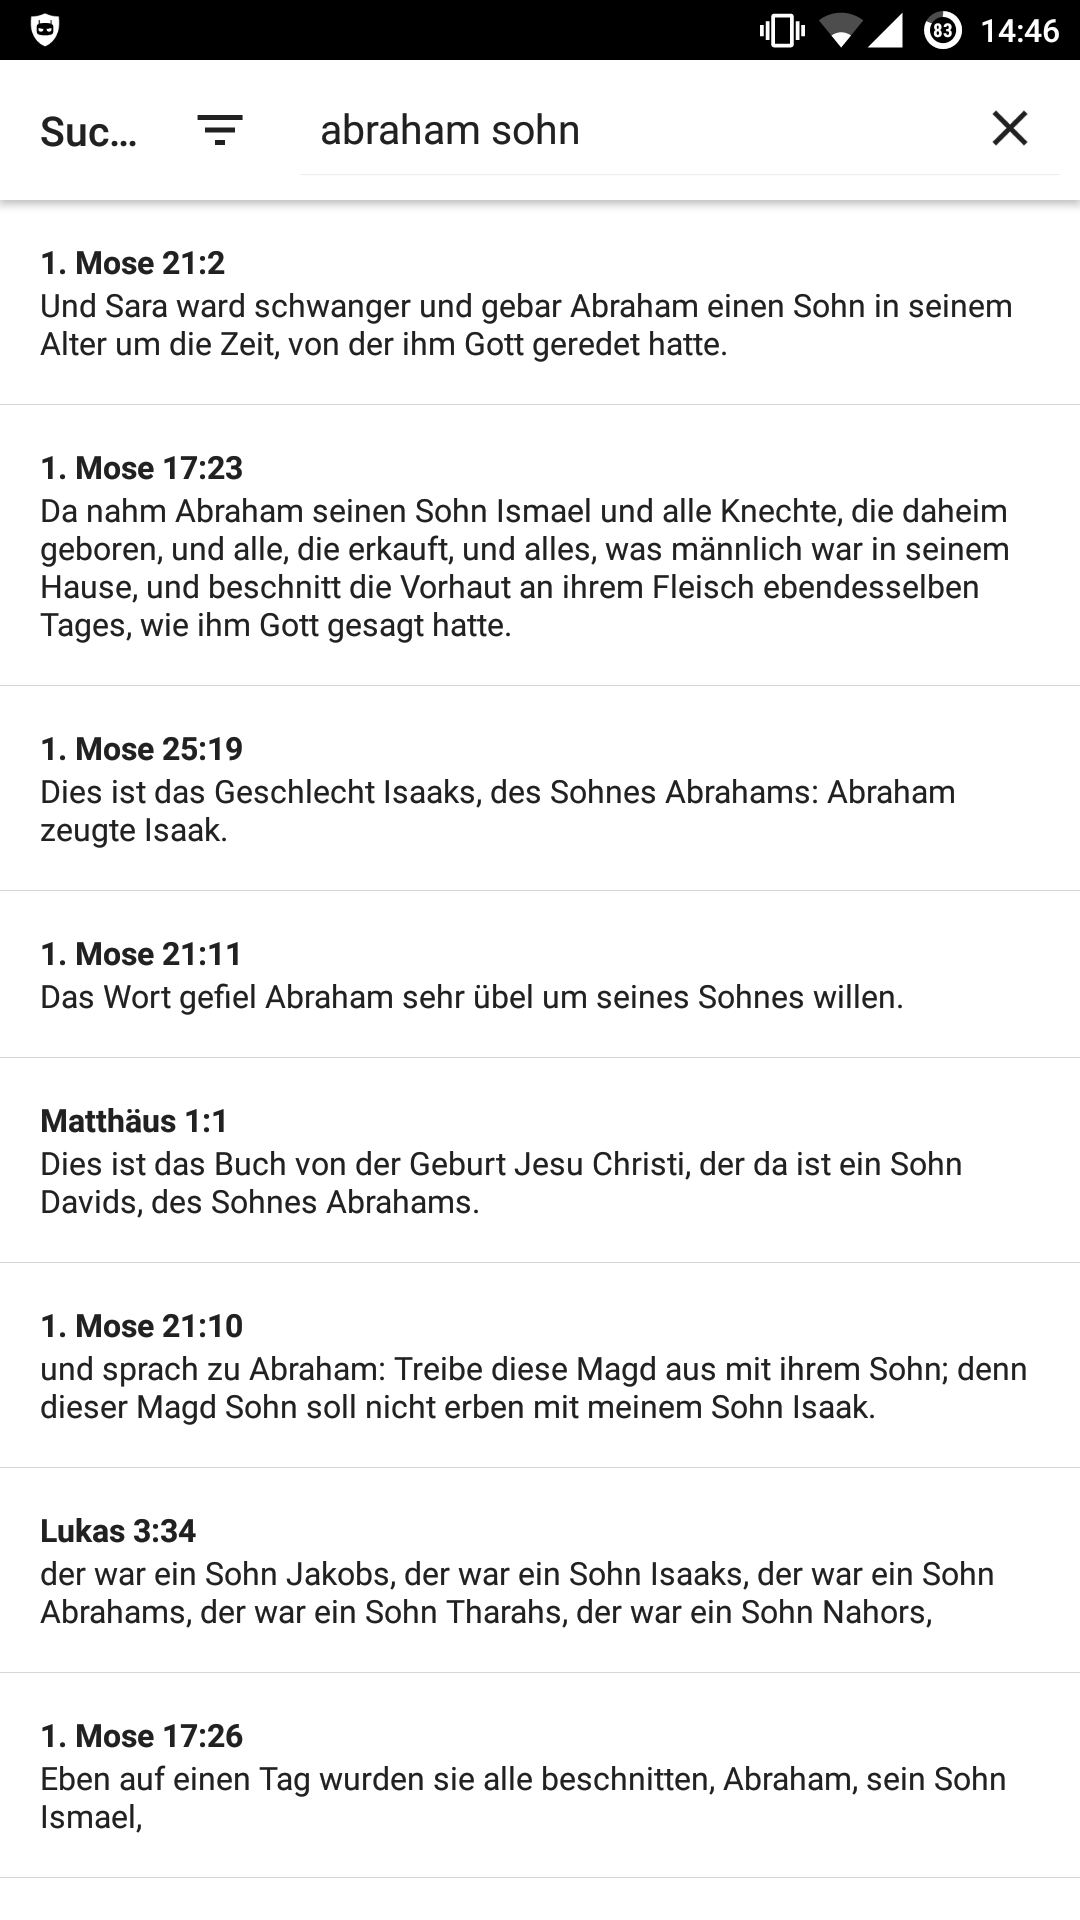 83 14:46
Suc... abraham sohn
1. Mose 21:2
Und Sara ward schwanger und gebar Abraham einen Sohn in seinem
Alter um die Zeit, von der ihm Gott geredet hatte.
1. Mose 17:23
Da nahm Abraham seinen Sohn Ismael und alle Knechte, die daheim
geboren, und alle, die erkauft, und alles, was männlich war in seinem
Hause, und beschnitt die Vorhaut an ihrem Fleisch ebendesselben
Tages, wie ihm Gott gesagt hatte.
1. Mose 25:19
Dies ist das Geschlecht Isaaks, des Sohnes Abrahams: Abraham
zeugte Isaak.
1. Mose 21:11
Das Wort gefiel Abraham sehr übel um seines Sohnes willen.
Matthäus 1:1
Dies ist das Buch von der Geburt Jesu Christi, der da ist ein Sohn
Davids, des Sohnes Abrahams.
1. Mose 21:10
und sprach zu Abraham: Treibe diese Magd aus mit ihrem Sohn; denn
dieser Magd Sohn soll nicht erben mit meinem Sohn Isaak.
Lukas 3:34
der war ein Sohn Jakobs, der war ein Sohn Isaaks, der war ein Sohn
Abrahams, der war ein Sohn Tharahs, der war ein Sohn Nahors,
1. Mose 17:26
Eben auf einen Tag wurden sie alle beschnitten, Abraham, sein Sohn
Ismael,